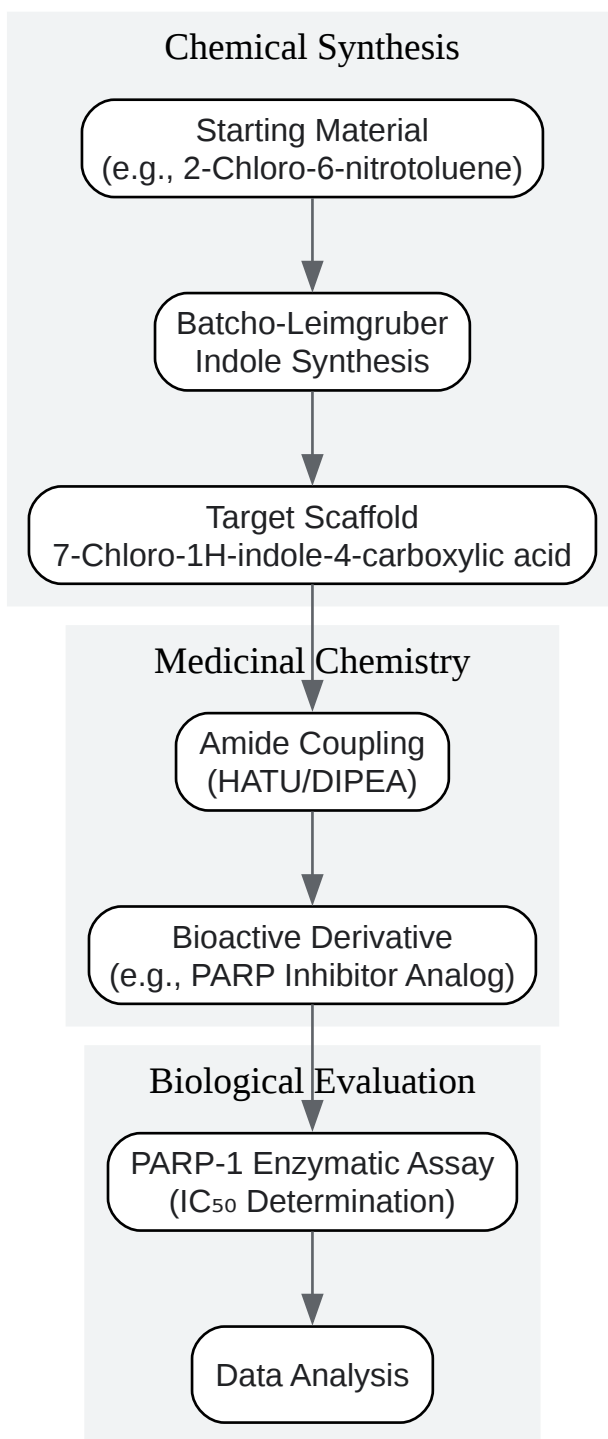 Chemical Synthesis
Starting Material
(e.g., 2-Chloro-6-nitrotoluene)
Batcho-Leimgruber
Indole Synthesis
Target Scaffold
7-Chloro-1H-indole-4-carboxylic acid
Medicinal Chemistry
Amide Coupling
(HATU/DIPEA)
Bioactive Derivative
(e.g., PARP Inhibitor Analog)
Biological Evaluation
PARP-1 Enzymatic Assay
(IC₅₀ Determination)
Data Analysis